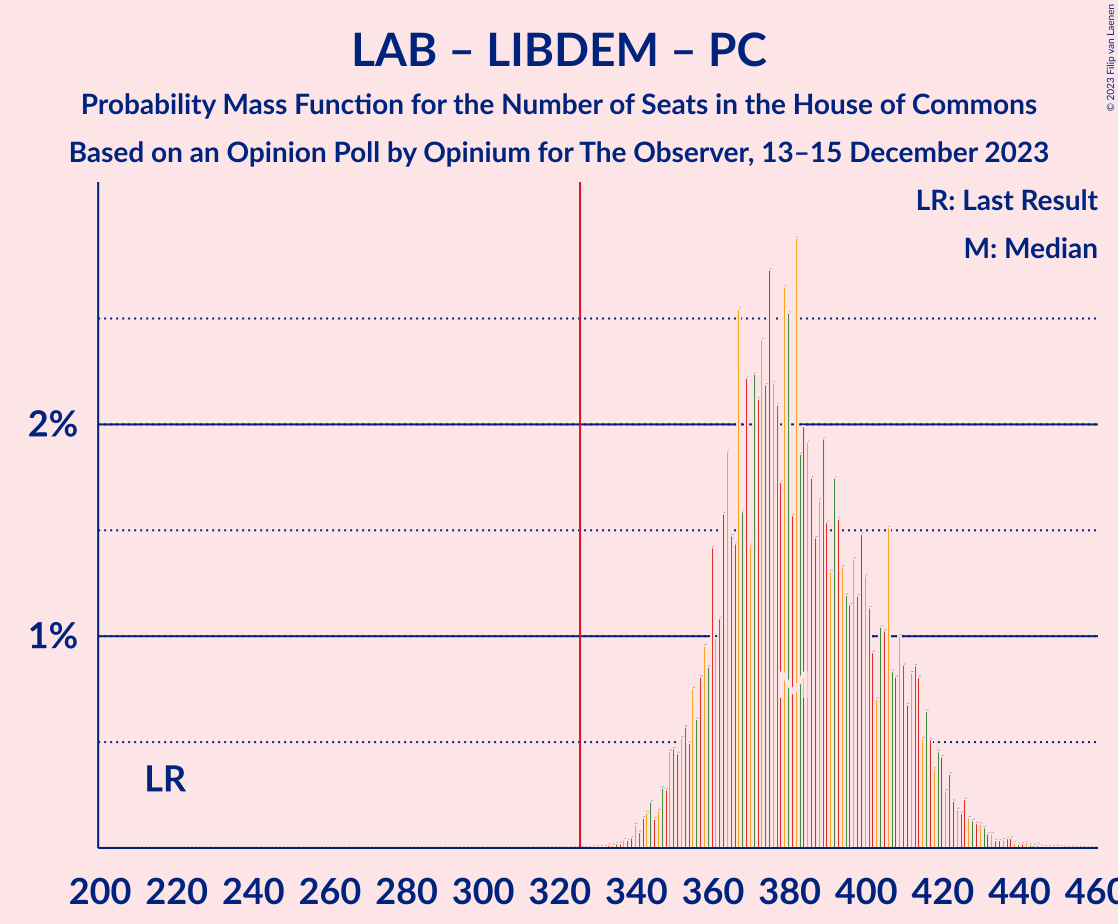 LAB – LIBDEM – PC
Probability Mass Function for the Number of Seats in the House of Commons
Based on an Opinion Poll by Opinium for The Observer, 13–15 December 2023
© 2023 Filip van Laenen
LR: Last Result
M: Median
2%
1%
M
LR
200 220 240 260 280 300 320 340 360 380 400 420 440 460